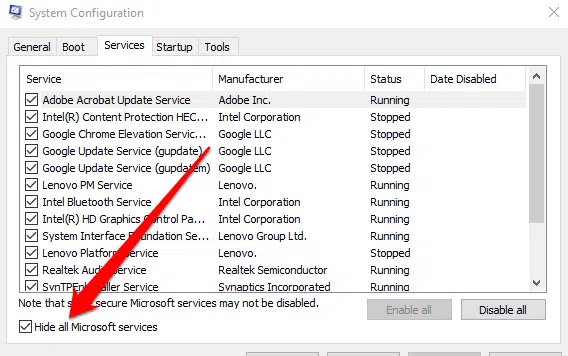 System Configuration
General Boot Services Startup Tools
Service Manufacturer Status Date Disabled
Adobe Acrobat Update Service Adobe Inc. Running
Intel(R) Content Protection HEC... Intel Corporation Stopped
Google Chrome Elevation Servic... Google LLC Stopped
Google Update Service (gupdate) Google LLC Stopped
Google Update Service (gupdatem) Google LLC Stopped
Lenovo PM Service Lenovo. Running
Intel Bluetooth Service Intel Corporation Running
Intel(R) HD Graphics Control Pa... Intel Corporation Running
System Interface Foundation Se... Lenovo Group Ltd. Running
Lenovo Platform Service Lenovo. Stopped
Realtek Audio Service Realtek Semiconductor Running
Service Synaptics Incorporated Running
Note that secure Microsoft services may not be disabled.
Enable all Disable all
Hide all Microsoft services